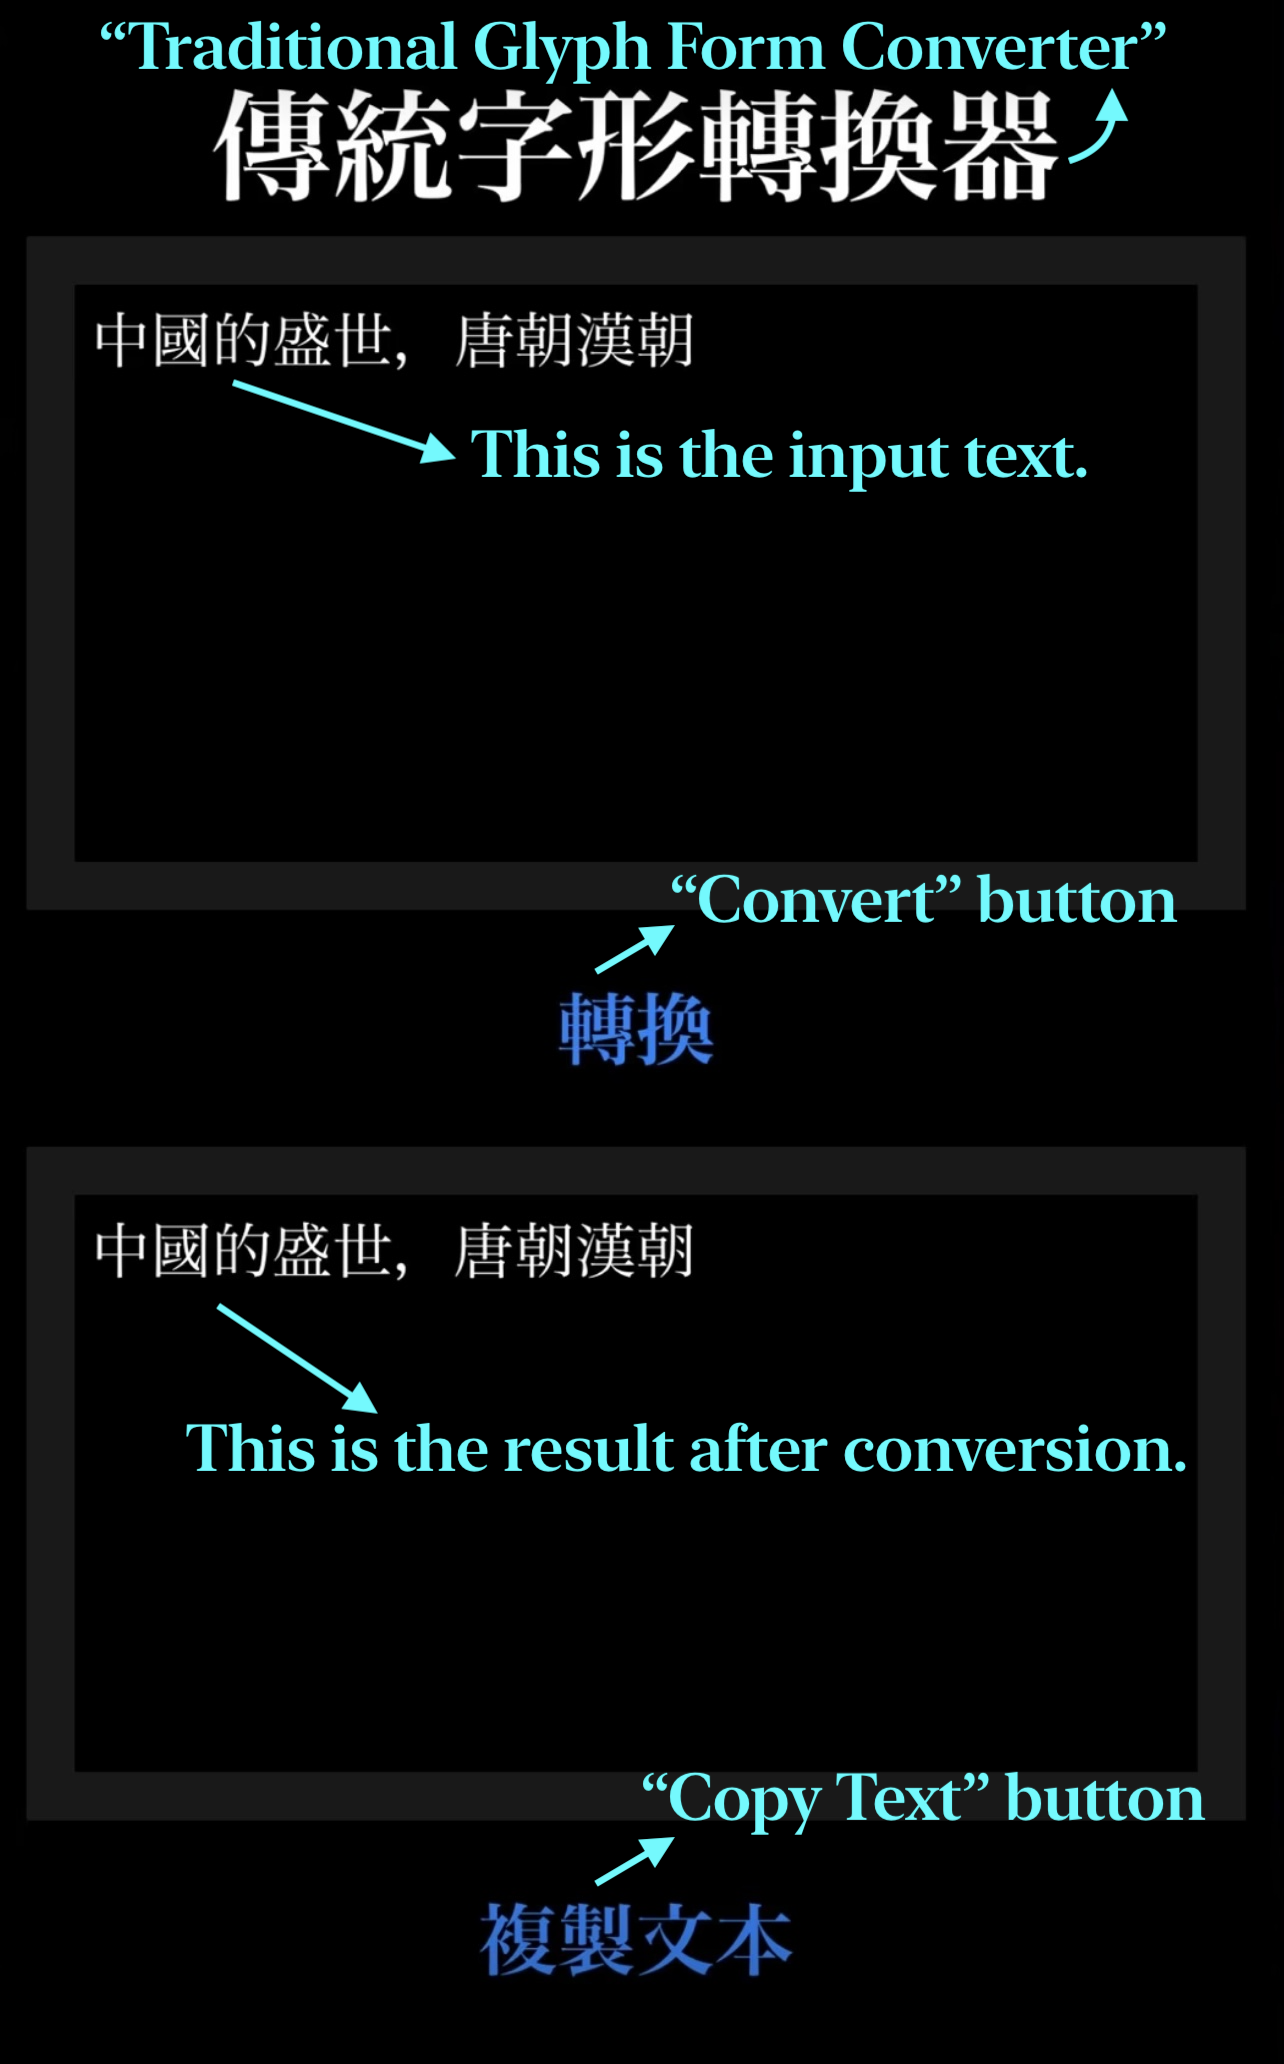 “Traditional Glyph Form Converter”
傳統字形轉換器
中國的盛世，唐朝漢朝
This is the input text.
“Convert” button
轉換
中國的盛世，唐朝漢朝
This is the result after conversion.
“Copy Text” button
複製文本